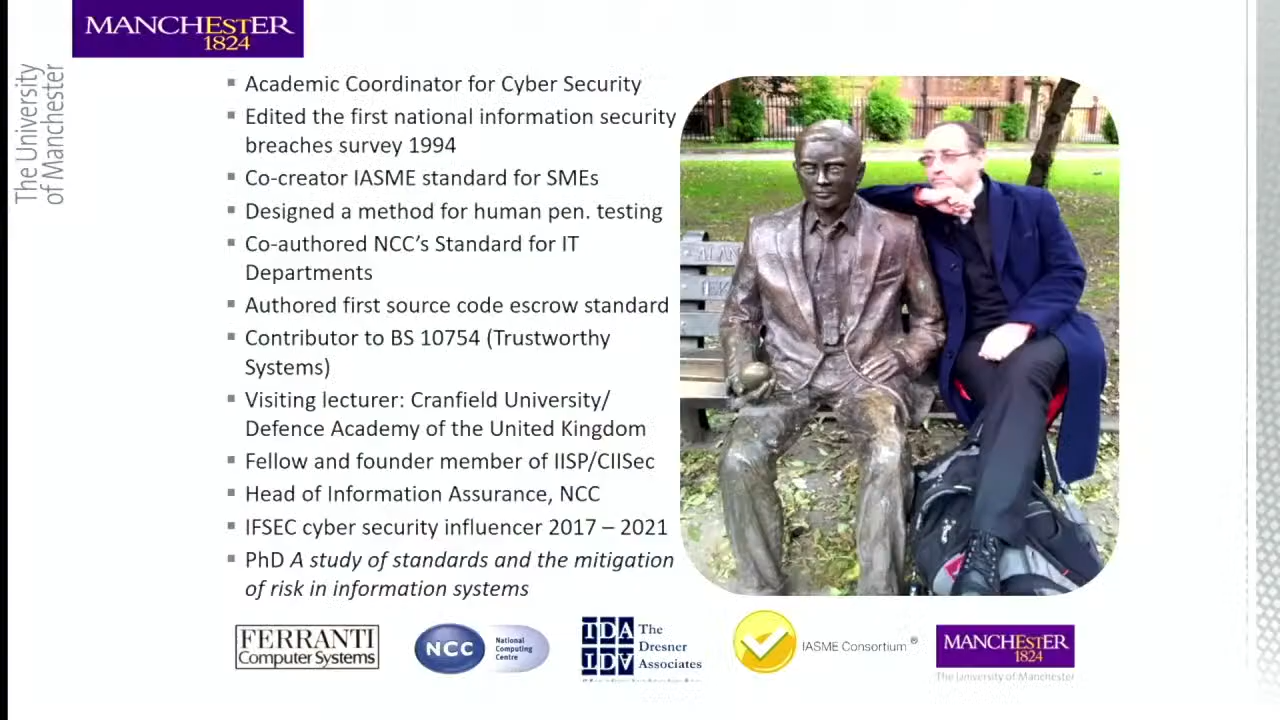 MANCHESTER
1824
The University
of Manchester
Academic Coordinator for Cyber Security
Edited the first national information security
breaches survey 1994
Co-creator IASME standard for SMEs
Designed a method for human pen. testing
Co-authored NCC’s Standard for IT
Departments
Authored first source code escrow standard
Contributor to BS 10754 (Trustworthy
Systems)
Visiting lecturer: Cranfield University/
Defence Academy of the United Kingdom
Fellow and founder member of IISP/CIISec
Head of Information Assurance, NCC
IFSEC cyber security influencer 2017 – 2021
PhD A study of standards and the mitigation
of risk in information systems
FERRANTI
Computer Systems
NCC
National
Computing
Centre
TDA
The
Dresner
Associates
IASME Consortium ®
MANCHESTER
1824
The University of Manchester